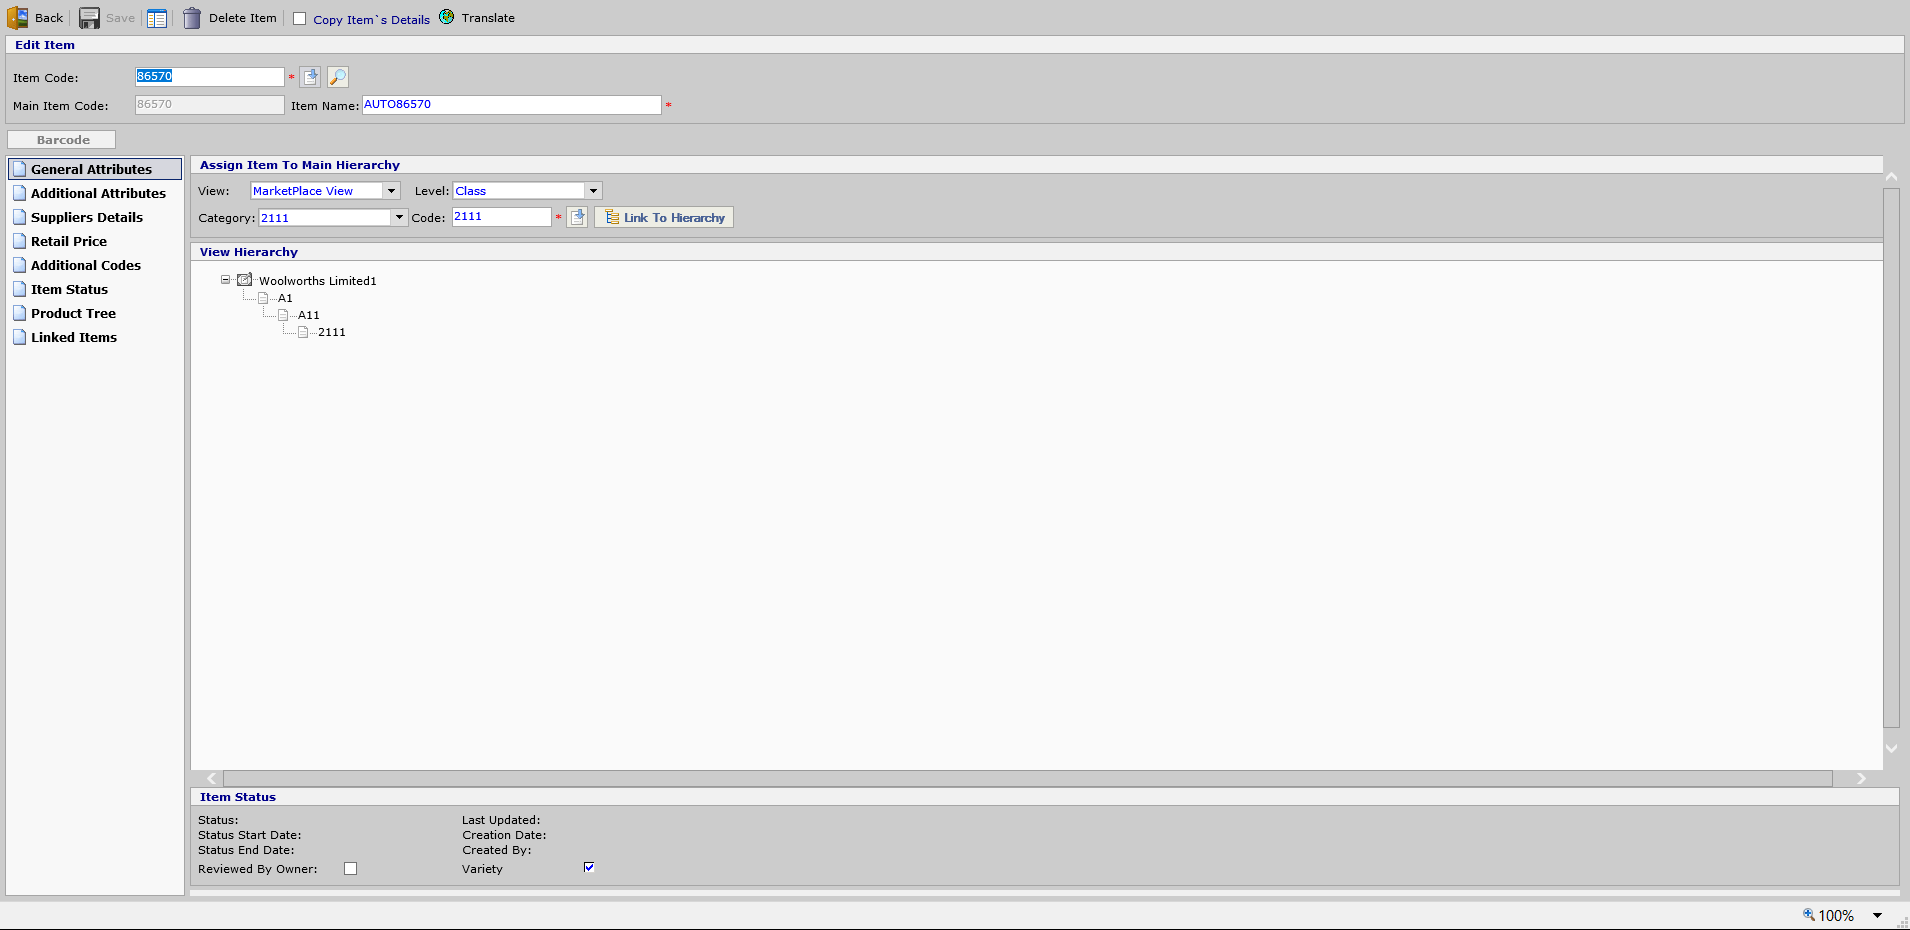 Back Save Delete Item Copy Item`s Details Translate
Edit Item
Item Code: 86570 *
Main Item Code: 86570 Item Name: AUTO86570 *
Barcode
General Attributes
Additional Attributes
Suppliers Details
Retail Price
Additional Codes
Item Status
Product Tree
Linked Items
Assign Item To Main Hierarchy
View: MarketPlace View Level: Class
Category: 2111 Code: 2111 * Link To Hierarchy
View Hierarchy
Woolworths Limited1
A1
A11
2111
Item Status
Status: Last Updated:
Status Start Date: Creation Date:
Status End Date: Created By:
Reviewed By Owner: Variety
100%